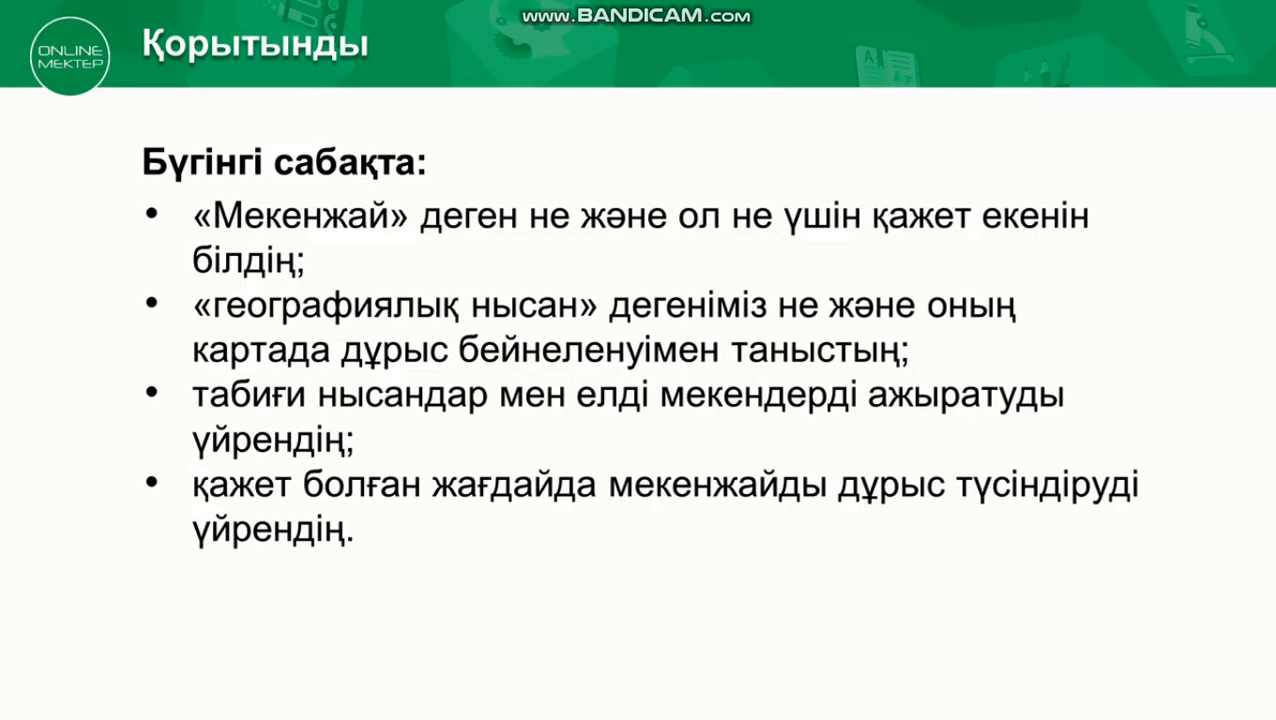 www.BANDICAM.com
ONLINE
МЕКТЕР
Қорытынды
Бүгінгі сабақта:
• «Мекенжай» деген не және ол не үшін қажет екенін
білдің;
• «географиялық нысан» дегеніміз не және оның
картада дұрыс бейнеленуімен таныстың;
• табиғи нысандар мен елді мекендерді ажыратуды
үйрендің;
• қажет болған жағдайда мекенжайды дұрыс түсіндіруді
үйрендің.